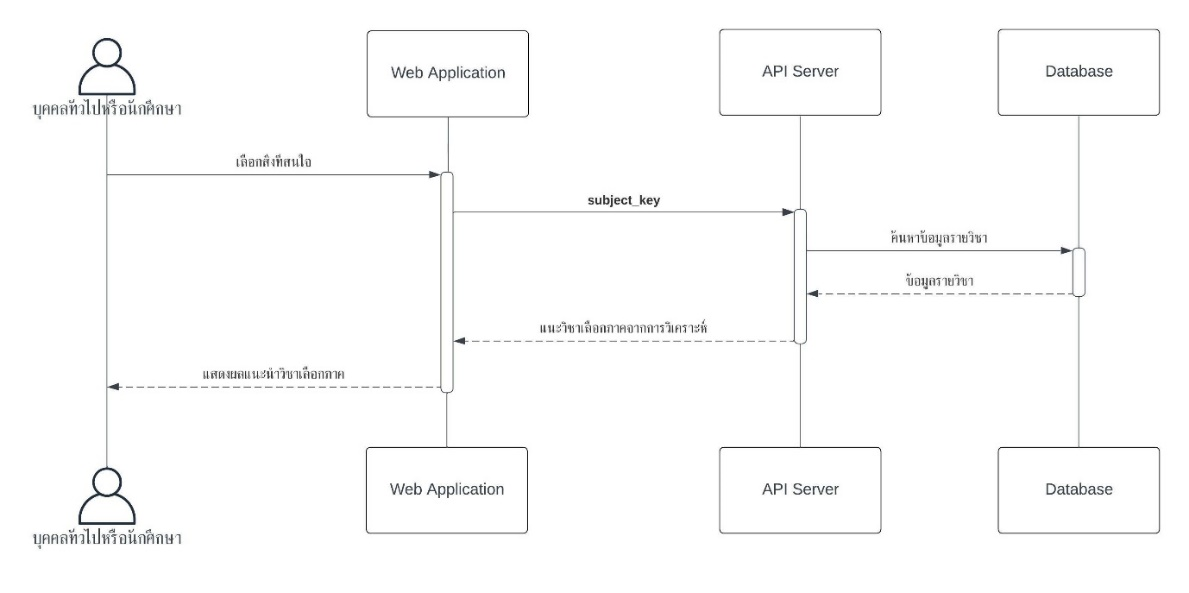 Web Application
API Server
Database
บุคคลทั่วไปหรือนักศึกษา
เลือกสิ่งที่สนใจ
subject_key
ค้นหาข้อมูลรายวิชา
ข้อมูลรายวิชา
แนะวิชาเลือกภาคจากการวิเคราะห์
แสดงผลแนะนำวิชาเลือกภาค
Web Application
API Server
Database
บุคคลทั่วไปหรือนักศึกษา